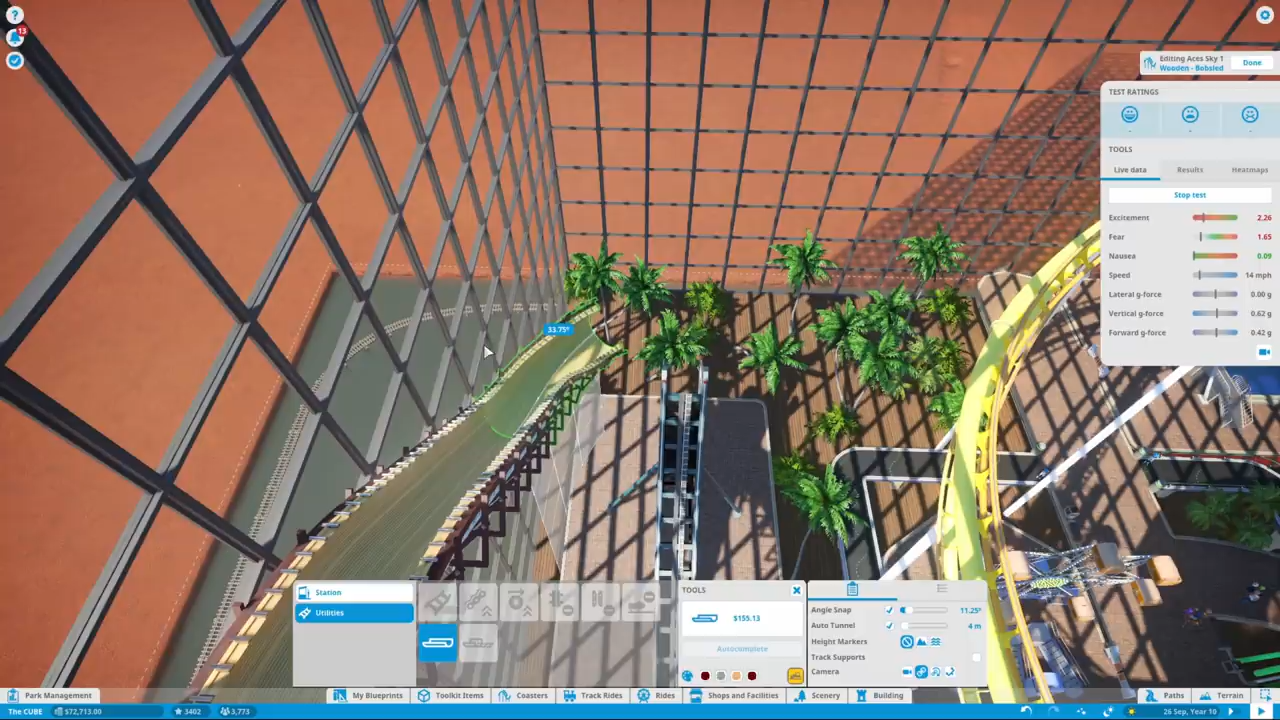 ?
13
Editing Aces Sky 1
Wooden - Bobsled
Done
TEST RATINGS
- - -
TOOLS
Live data Results Heatmaps
Stop test
Excitement 2.26
Fear 1.65
Nausea 0.09
Speed 14 mph
Lateral g-force 0.00 g
Vertical g-force 0.62 g
Forward g-force 0.42 g
33.75°
Station
Utilities
TOOLS
$155.13
Autocomplete
Angle Snap 11.25°
Auto Tunnel 4 m
Height Markers
Track Supports
Camera
Park Management
My Blueprints
Toolkit Items
Coasters
Track Rides
Rides
Shops and Facilities
Scenery
Building
Paths
Terrain
The CUBE
$72,713.00
3402
3,773
26 Sep, Year 10